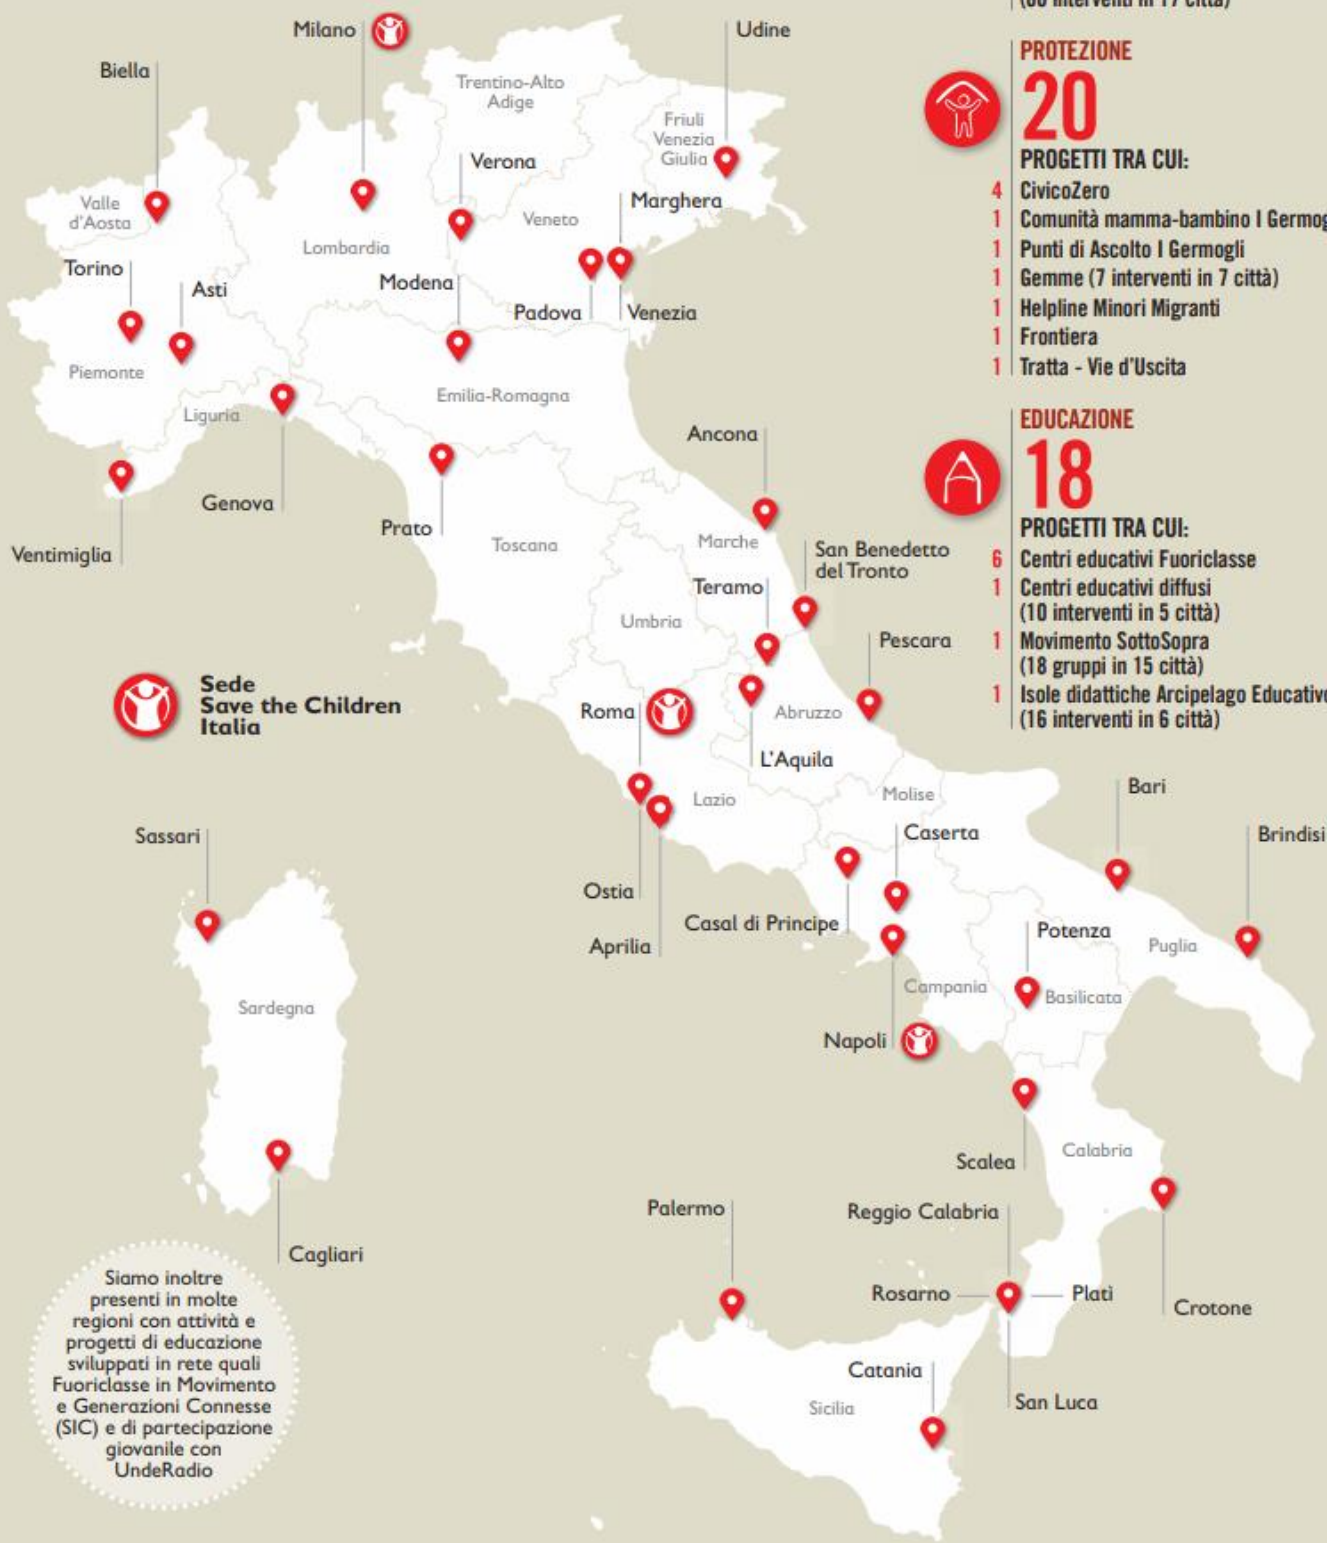 (60 interventi in 17 città)
PROTEZIONE
20
PROGETTI TRA CUI:
4 CivicoZero
1 Comunità mamma-bambino I Germog
1 Punti di Ascolto I Germogli
1 Gemme (7 interventi in 7 città)
1 Helpline Minori Migranti
1 Frontiera
1 Tratta - Vie d'Uscita
EDUCAZIONE
18
PROGETTI TRA CUI:
6 Centri educativi Fuoriclasse
1 Centri educativi diffusi
(10 interventi in 5 città)
1 Movimento SottoSopra
(18 gruppi in 15 città)
1 Isole didattiche Arcipelago Educativo
(16 interventi in 6 città)
Milano
Udine
Biella
Trentino-Alto
Adige
Friuli
Venezia
Giulia
Verona
Valle
d'Aosta
Marghera
Veneto
Lombardia
Torino
Asti
Modena
Padova
Venezia
Piemonte
Emilia-Romagna
Liguria
Ancona
Genova
Prato
Ventimiglia
Toscana
Marche
San Benedetto
del Tronto
Teramo
Umbria
Pescara
Sede
Save the Children
Italia
Roma
Abruzzo
L'Aquila
Lazio
Molise
Bari
Sassari
Caserta
Brindisi
Ostia
Casal di Principe
Aprilia
Potenza
Puglia
Campania
Basilicata
Sardegna
Napoli
Scalea
Calabria
Palermo
Reggio Calabria
Cagliari
Rosarno
Platì
Crotone
Catania
San Luca
Sicilia
Siamo inoltre
presenti in molte
regioni con attività e
progetti di educazione
sviluppati in rete quali
Fuoriclasse in Movimento
e Generazioni Connesse
(SIC) e di partecipazione
giovanile con
UndeRadio